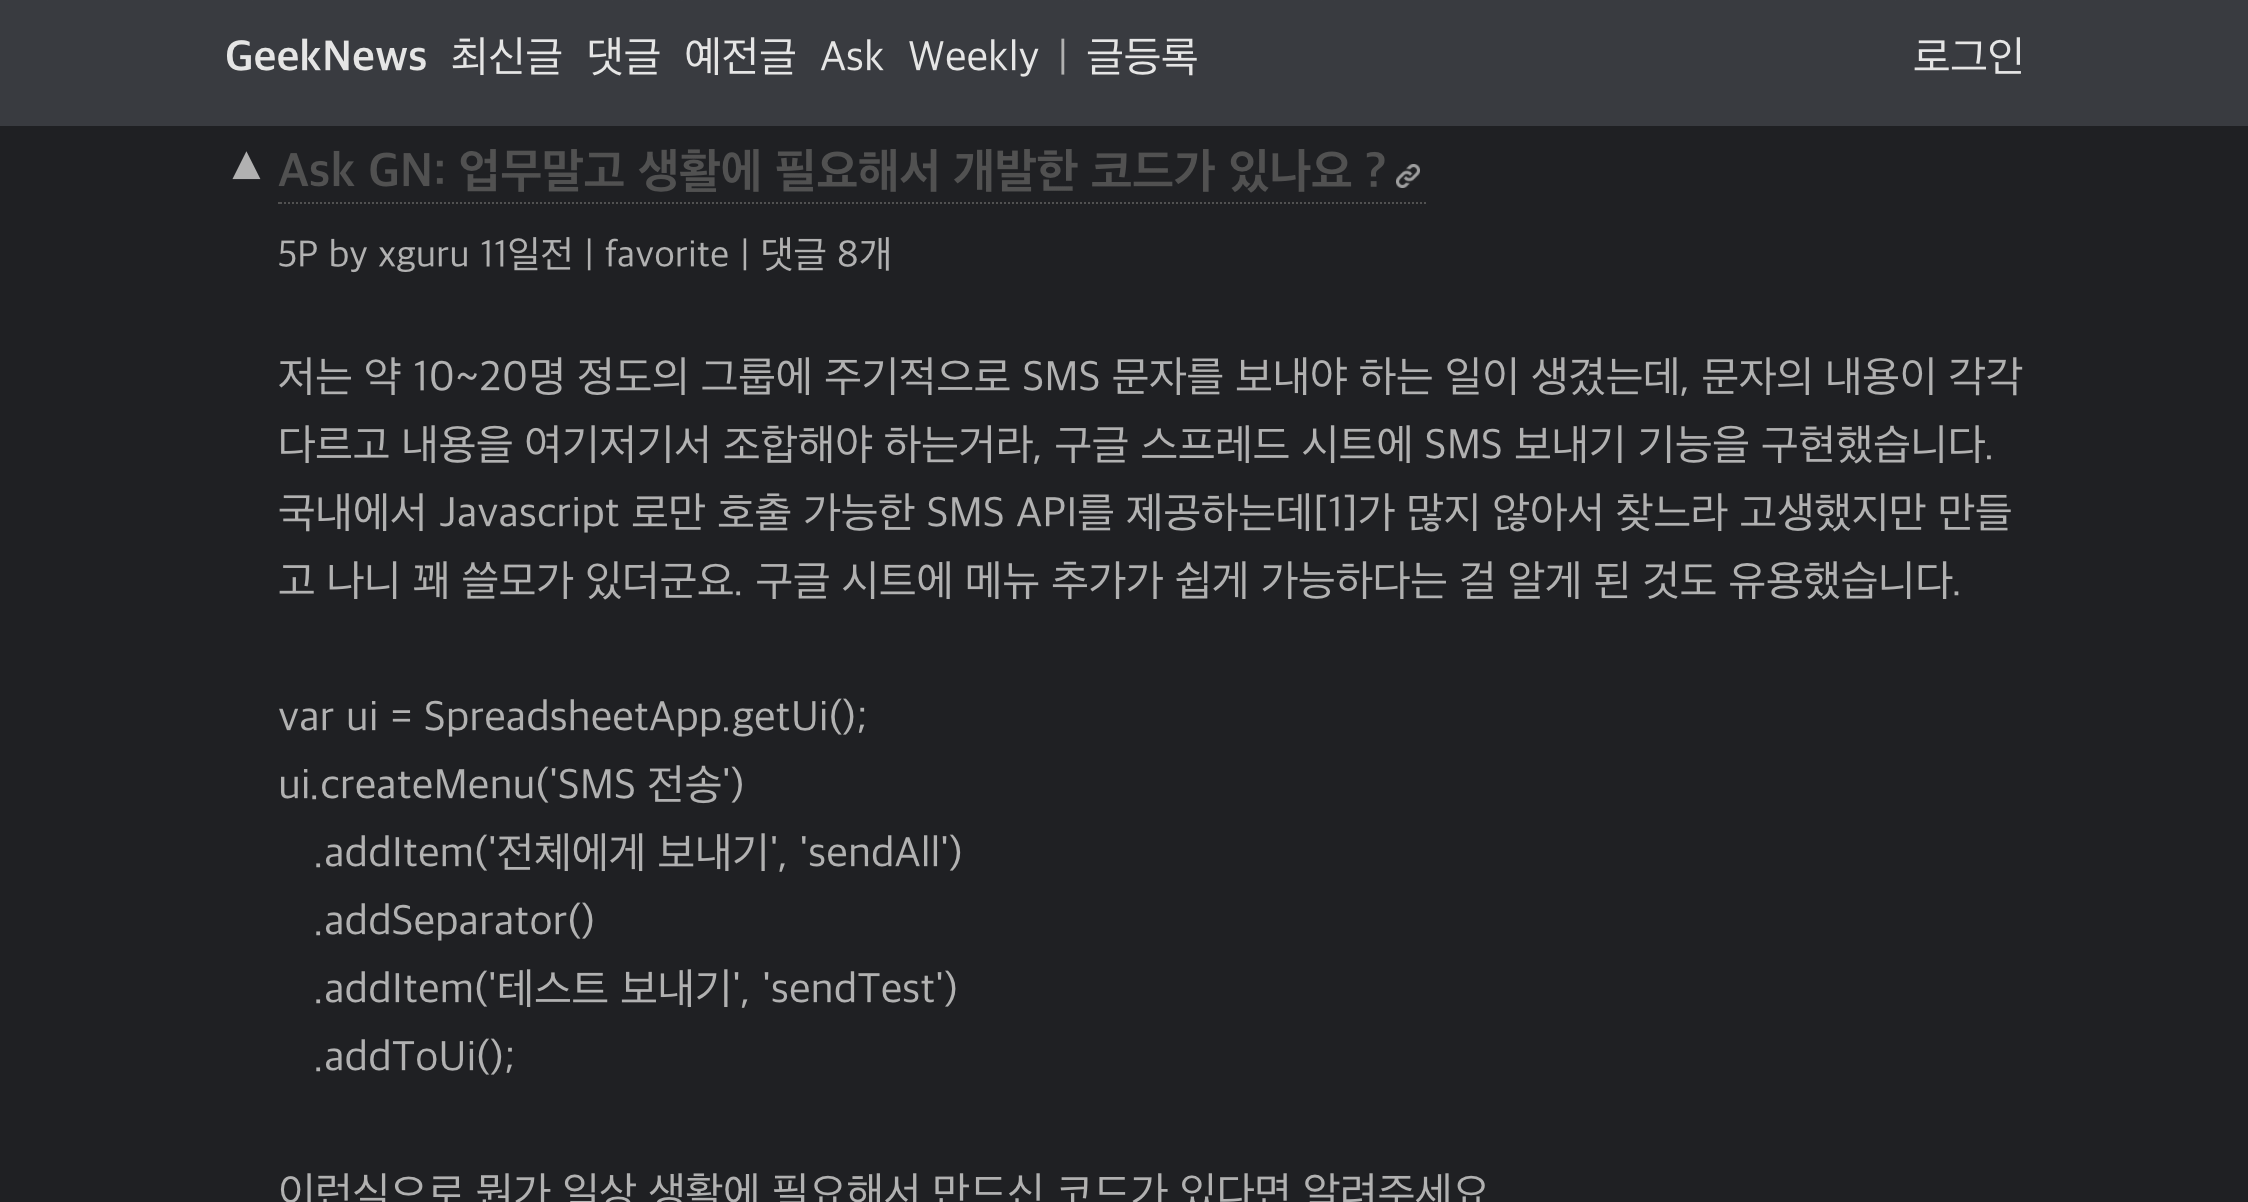 GeekNews 최신글 댓글 예전글 Ask Weekly | 글등록 로그인
▲ Ask GN: 업무말고 생활에 필요해서 개발한 코드가 있나요 ?
5P by xguru 11일전 | favorite | 댓글 8개
저는 약 10~20명 정도의 그룹에 주기적으로 SMS 문자를 보내야 하는 일이 생겼는데, 문자의 내용이 각각
다르고 내용을 여기저기서 조합해야 하는거라, 구글 스프레드 시트에 SMS 보내기 기능을 구현했습니다.
국내에서 Javascript 로만 호출 가능한 SMS API를 제공하는데[1]가 많지 않아서 찾느라 고생했지만 만들
고 나니 꽤 쓸모가 있더군요. 구글 시트에 메뉴 추가가 쉽게 가능하다는 걸 알게 된 것도 유용했습니다.
var ui = SpreadsheetApp.getUi();
ui.createMenu('SMS 전송')
.addItem('전체에게 보내기', 'sendAll')
.addSeparator()
.addItem('테스트 보내기', 'sendTest')
.addToUi();
이런식으로 뭔가 일상 생활에 필요해서 만드신 코드가 있다면 알려주세요